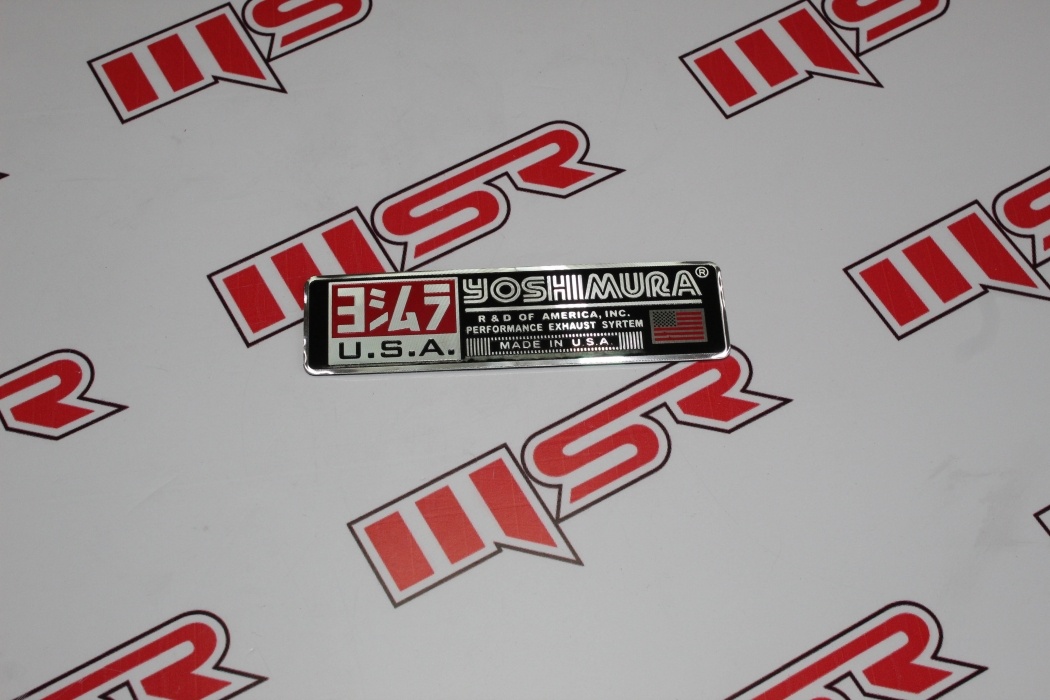 YOSHIMURA®
ヨシムラ
U.S.A.
R & D OF AMERICA, INC.
PERFORMANCE EXHAUST SYRTEM
MADE IN U.S.A.